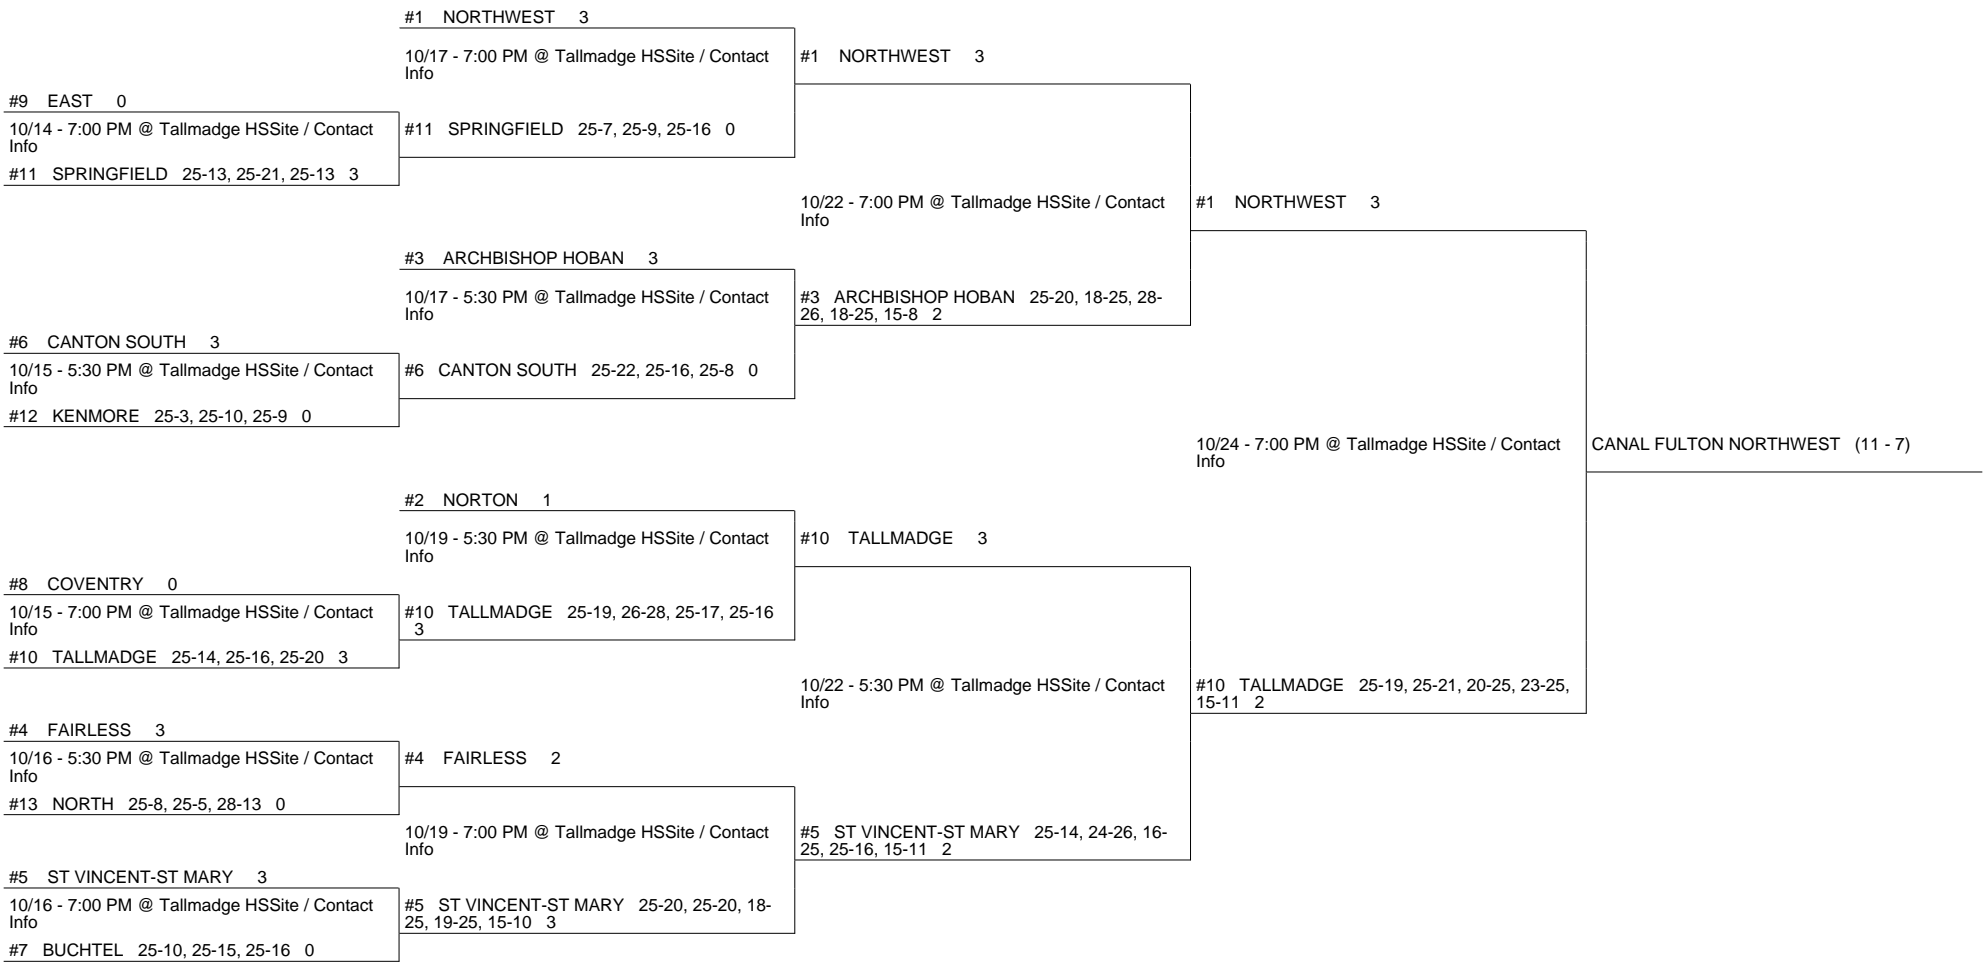 #1 NORTHWEST 3
10/17 - 7:00 PM @ Tallmadge HSSite / Contact
Info
#1 NORTHWEST 3
#9 EAST 0
10/14 - 7:00 PM @ Tallmadge HSSite / Contact
Info
#11 SPRINGFIELD 25-7, 25-9, 25-16 0
#11 SPRINGFIELD 25-13, 25-21, 25-13 3
10/22 - 7:00 PM @ Tallmadge HSSite / Contact
Info
#1 NORTHWEST 3
#3 ARCHBISHOP HOBAN 3
10/17 - 5:30 PM @ Tallmadge HSSite / Contact
Info
#3 ARCHBISHOP HOBAN 25-20, 18-25, 28-
26, 18-25, 15-8 2
#6 CANTON SOUTH 3
10/15 - 5:30 PM @ Tallmadge HSSite / Contact
Info
#6 CANTON SOUTH 25-22, 25-16, 25-8 0
#12 KENMORE 25-3, 25-10, 25-9 0
10/24 - 7:00 PM @ Tallmadge HSSite / Contact
Info
CANAL FULTON NORTHWEST (11 - 7)
#2 NORTON 1
10/19 - 5:30 PM @ Tallmadge HSSite / Contact
Info
#10 TALLMADGE 3
#8 COVENTRY 0
10/15 - 7:00 PM @ Tallmadge HSSite / Contact
Info
#10 TALLMADGE 25-19, 26-28, 25-17, 25-16
3
#10 TALLMADGE 25-14, 25-16, 25-20 3
10/22 - 5:30 PM @ Tallmadge HSSite / Contact
Info
#10 TALLMADGE 25-19, 25-21, 20-25, 23-25,
15-11 2
#4 FAIRLESS 3
10/16 - 5:30 PM @ Tallmadge HSSite / Contact
Info
#4 FAIRLESS 2
#13 NORTH 25-8, 25-5, 28-13 0
10/19 - 7:00 PM @ Tallmadge HSSite / Contact
Info
#5 ST VINCENT-ST MARY 25-14, 24-26, 16-
25, 25-16, 15-11 2
#5 ST VINCENT-ST MARY 3
10/16 - 7:00 PM @ Tallmadge HSSite / Contact
Info
#5 ST VINCENT-ST MARY 25-20, 25-20, 18-
25, 19-25, 15-10 3
#7 BUCHTEL 25-10, 25-15, 25-16 0